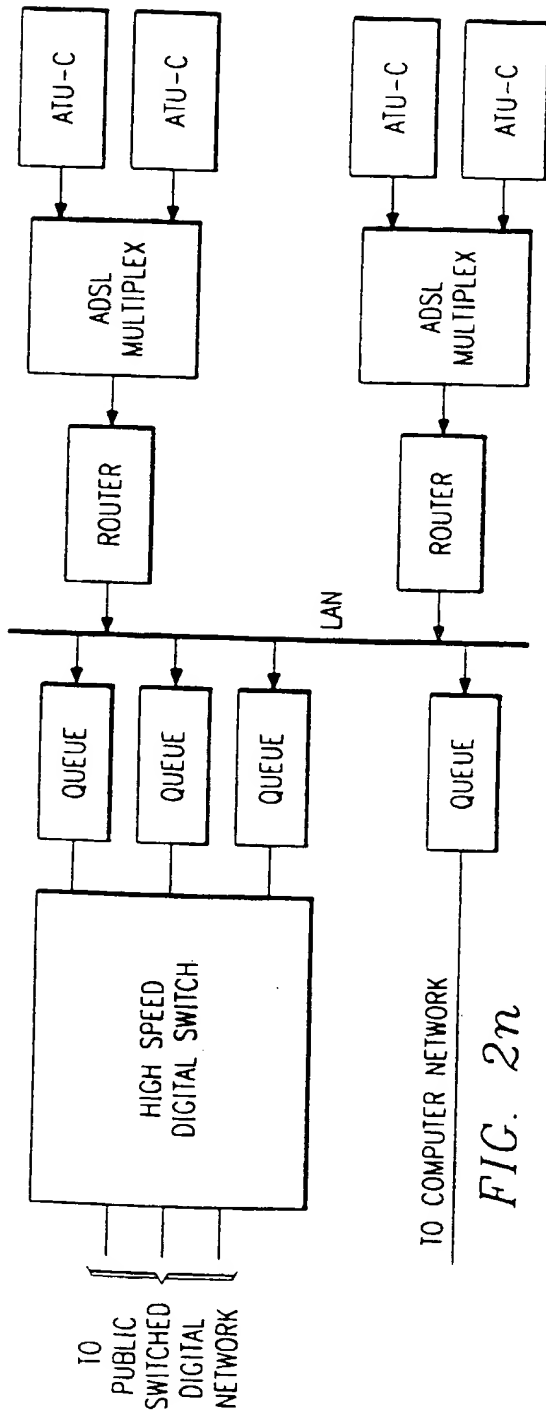 TO
PUBLIC
SWITCHED
DIGITAL
NETWORK
HIGH SPEED
DIGITAL SWITCH
QUEUE
QUEUE
QUEUE
ROUTER
ADSL
MULTIPLEX
ATU-C
ATU-C
LAN
TO COMPUTER NETWORK
QUEUE
ROUTER
ADSL
MULTIPLEX
ATU-C
ATU-C
FIG. 2n